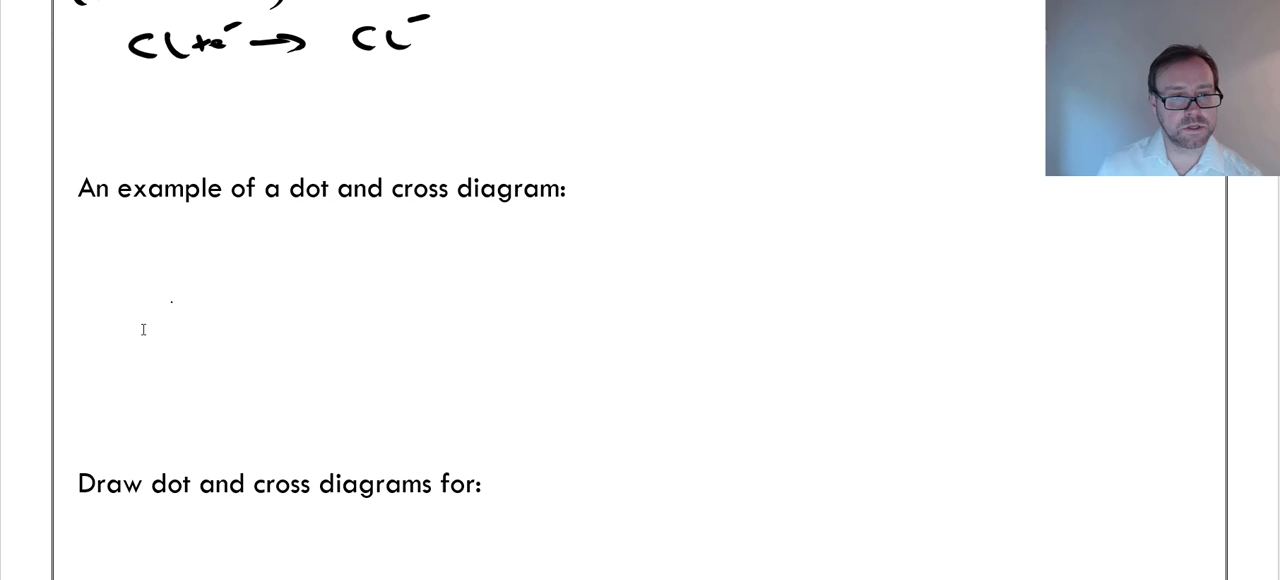 Cl+e⁻ → Cl⁻
An example of a dot and cross diagram:
Draw dot and cross diagrams for: